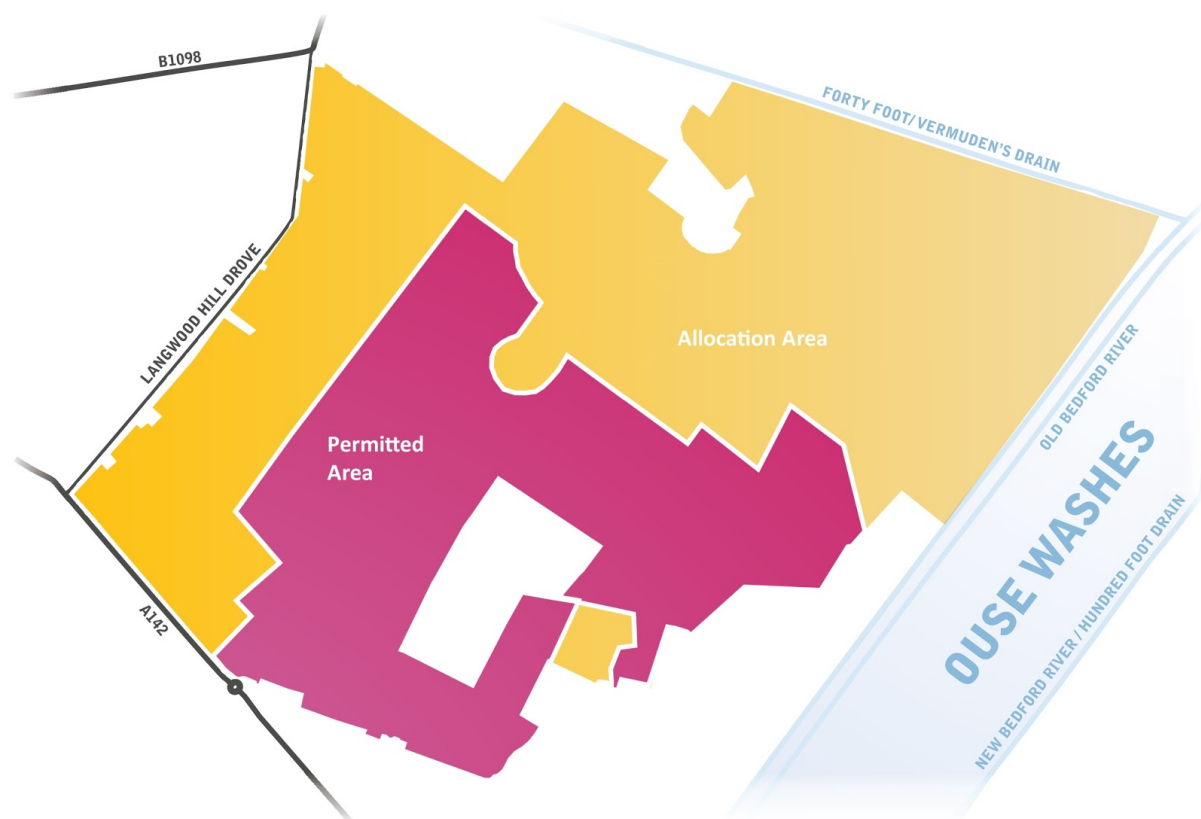 B1098
FORTY FOOT/ VERMUDEN'S DRAIN
LANGWOOD HILL DROVE
Allocation Area
OLD BEDFORD RIVER
Permitted
Area
OUSE WASHES
NEW BEDFORD RIVER / HUNDRED FOOT DRAIN
A142